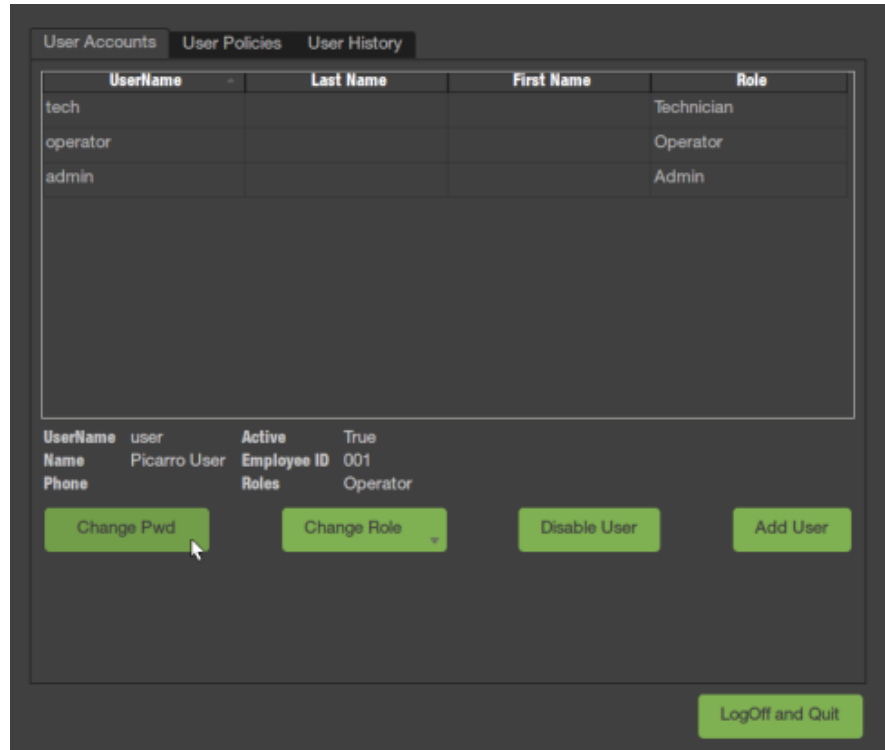 User Accounts User Policies User History
UserName Last Name First Name Role
tech Technician
operator Operator
admin Admin
UserName user Active True
Name Picarro User Employee ID 001
Phone Roles Operator
Change Pwd Change Role Disable User Add User
LogOff and Quit